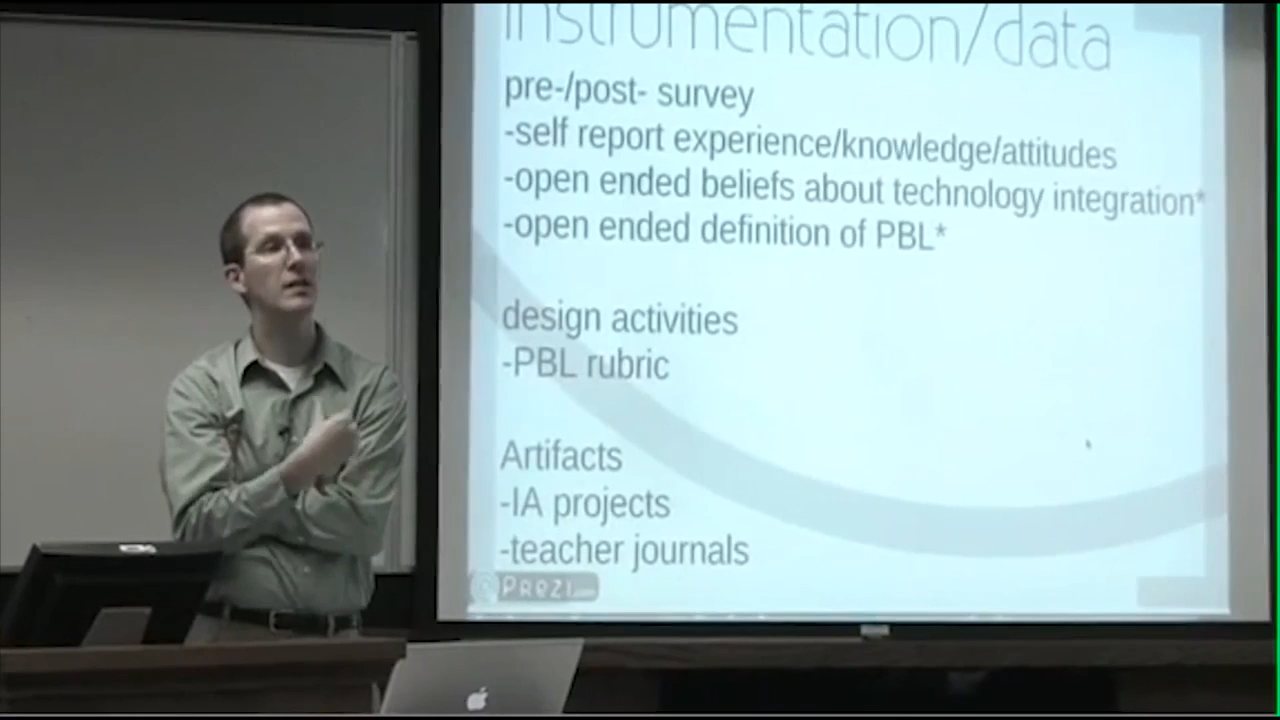 instrumentation/data
pre-/post- survey
-self report experience/knowledge/attitudes
-open ended beliefs about technology integration*
-open ended definition of PBL*
design activities
-PBL rubric
Artifacts
-IA projects
-teacher journals
PREZI.com